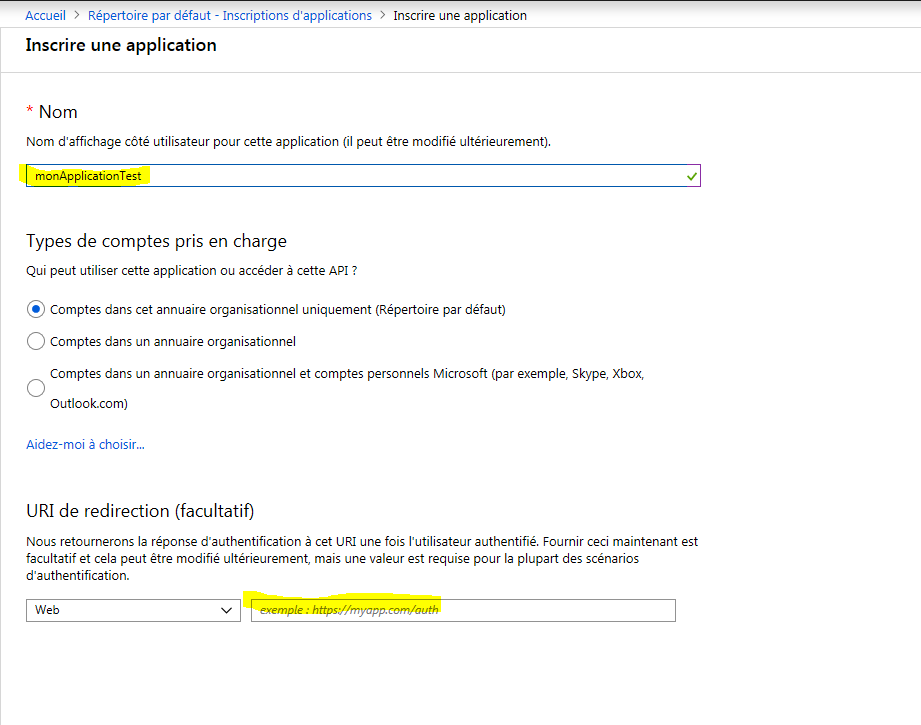 Accueil > Répertoire par défaut - Inscriptions d'applications > Inscrire une application
Inscrire une application
* Nom
Nom d'affichage côté utilisateur pour cette application (il peut être modifié ultérieurement).
monApplicationTest
Types de comptes pris en charge
Qui peut utiliser cette application ou accéder à cette API ?
Comptes dans cet annuaire organisationnel uniquement (Répertoire par défaut)
Comptes dans un annuaire organisationnel
Comptes dans un annuaire organisationnel et comptes personnels Microsoft (par exemple, Skype, Xbox,
Outlook.com)
Aidez-moi à choisir...
URI de redirection (facultatif)
Nous retournerons la réponse d'authentification à cet URI une fois l'utilisateur authentifié. Fournir ceci maintenant est
facultatif et cela peut être modifié ultérieurement, mais une valeur est requise pour la plupart des scénarios
d'authentification.
Web
exemple : https://myapp.com/auth